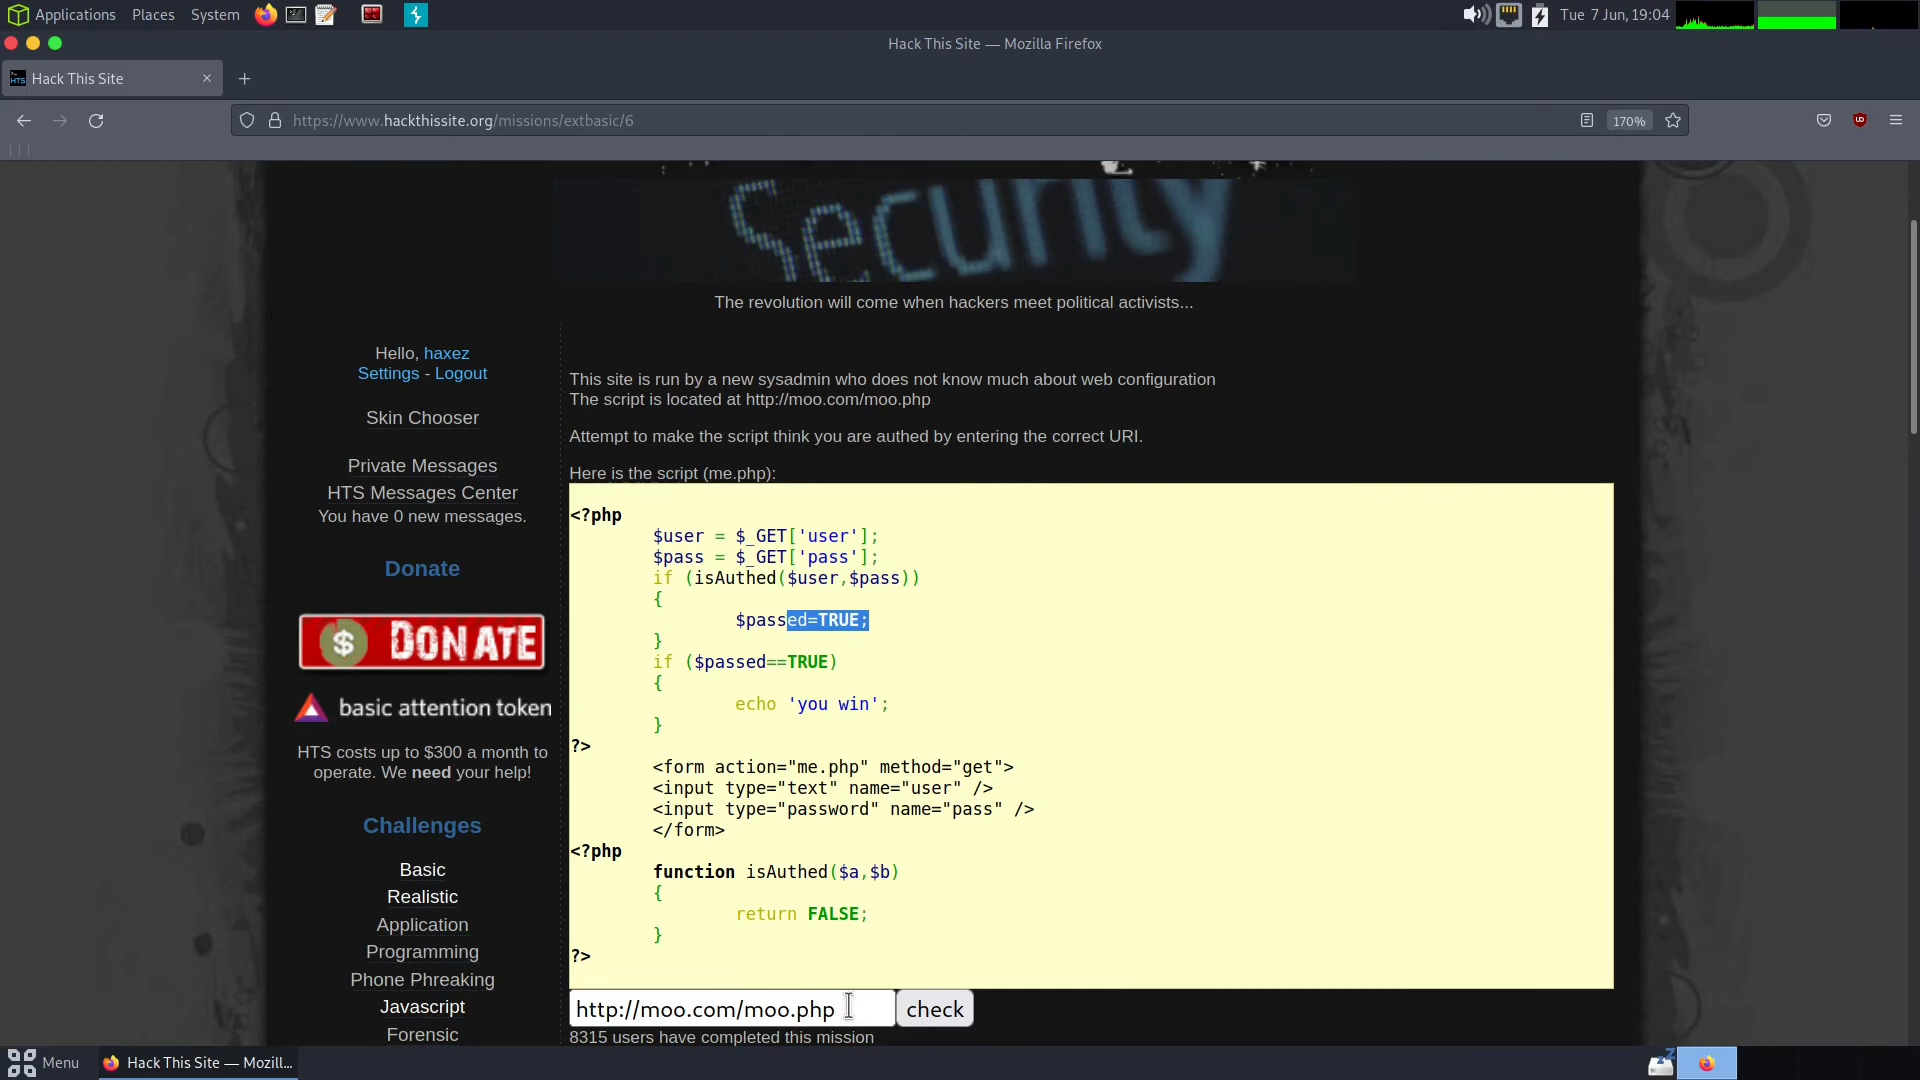 Applications Places System
Tue 7 Jun, 19:04
Hack This Site — Mozilla Firefox
HTS Hack This Site × +
https://www.hackthissite.org/missions/extbasic/6
170%
Security
The revolution will come when hackers meet political activists...
Hello, haxez
Settings - Logout
Skin Chooser
Private Messages
HTS Messages Center
You have 0 new messages.
Donate
$ DONATE
basic attention token
HTS costs up to $300 a month to
operate. We need your help!
Challenges
Basic
Realistic
Application
Programming
Phone Phreaking
Javascript
Forensic
This site is run by a new sysadmin who does not know much about web configuration
The script is located at http://moo.com/moo.php
Attempt to make the script think you are authed by entering the correct URI.
Here is the script (me.php):
<?php
$user = $_GET['user'];
$pass = $_GET['pass'];
if (isAuthed($user,$pass))
{
$passed=TRUE;
}
if ($passed==TRUE)
{
echo 'you win';
}
?>
<form action="me.php" method="get">
<input type="text" name="user" />
<input type="password" name="pass" />
</form>
<?php
function isAuthed($a,$b)
{
return FALSE;
}
?>
http://moo.com/moo.php check
8315 users have completed this mission
Menu Hack This Site — Mozill...